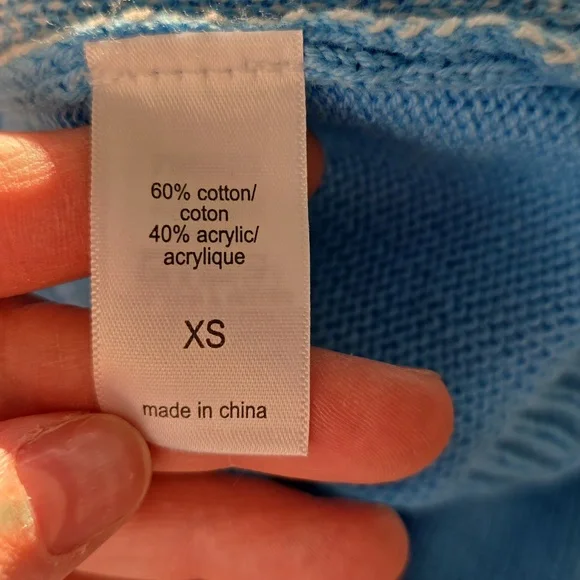 60% cotton/
coton
40% acrylic/
acrylique
XS
made in china